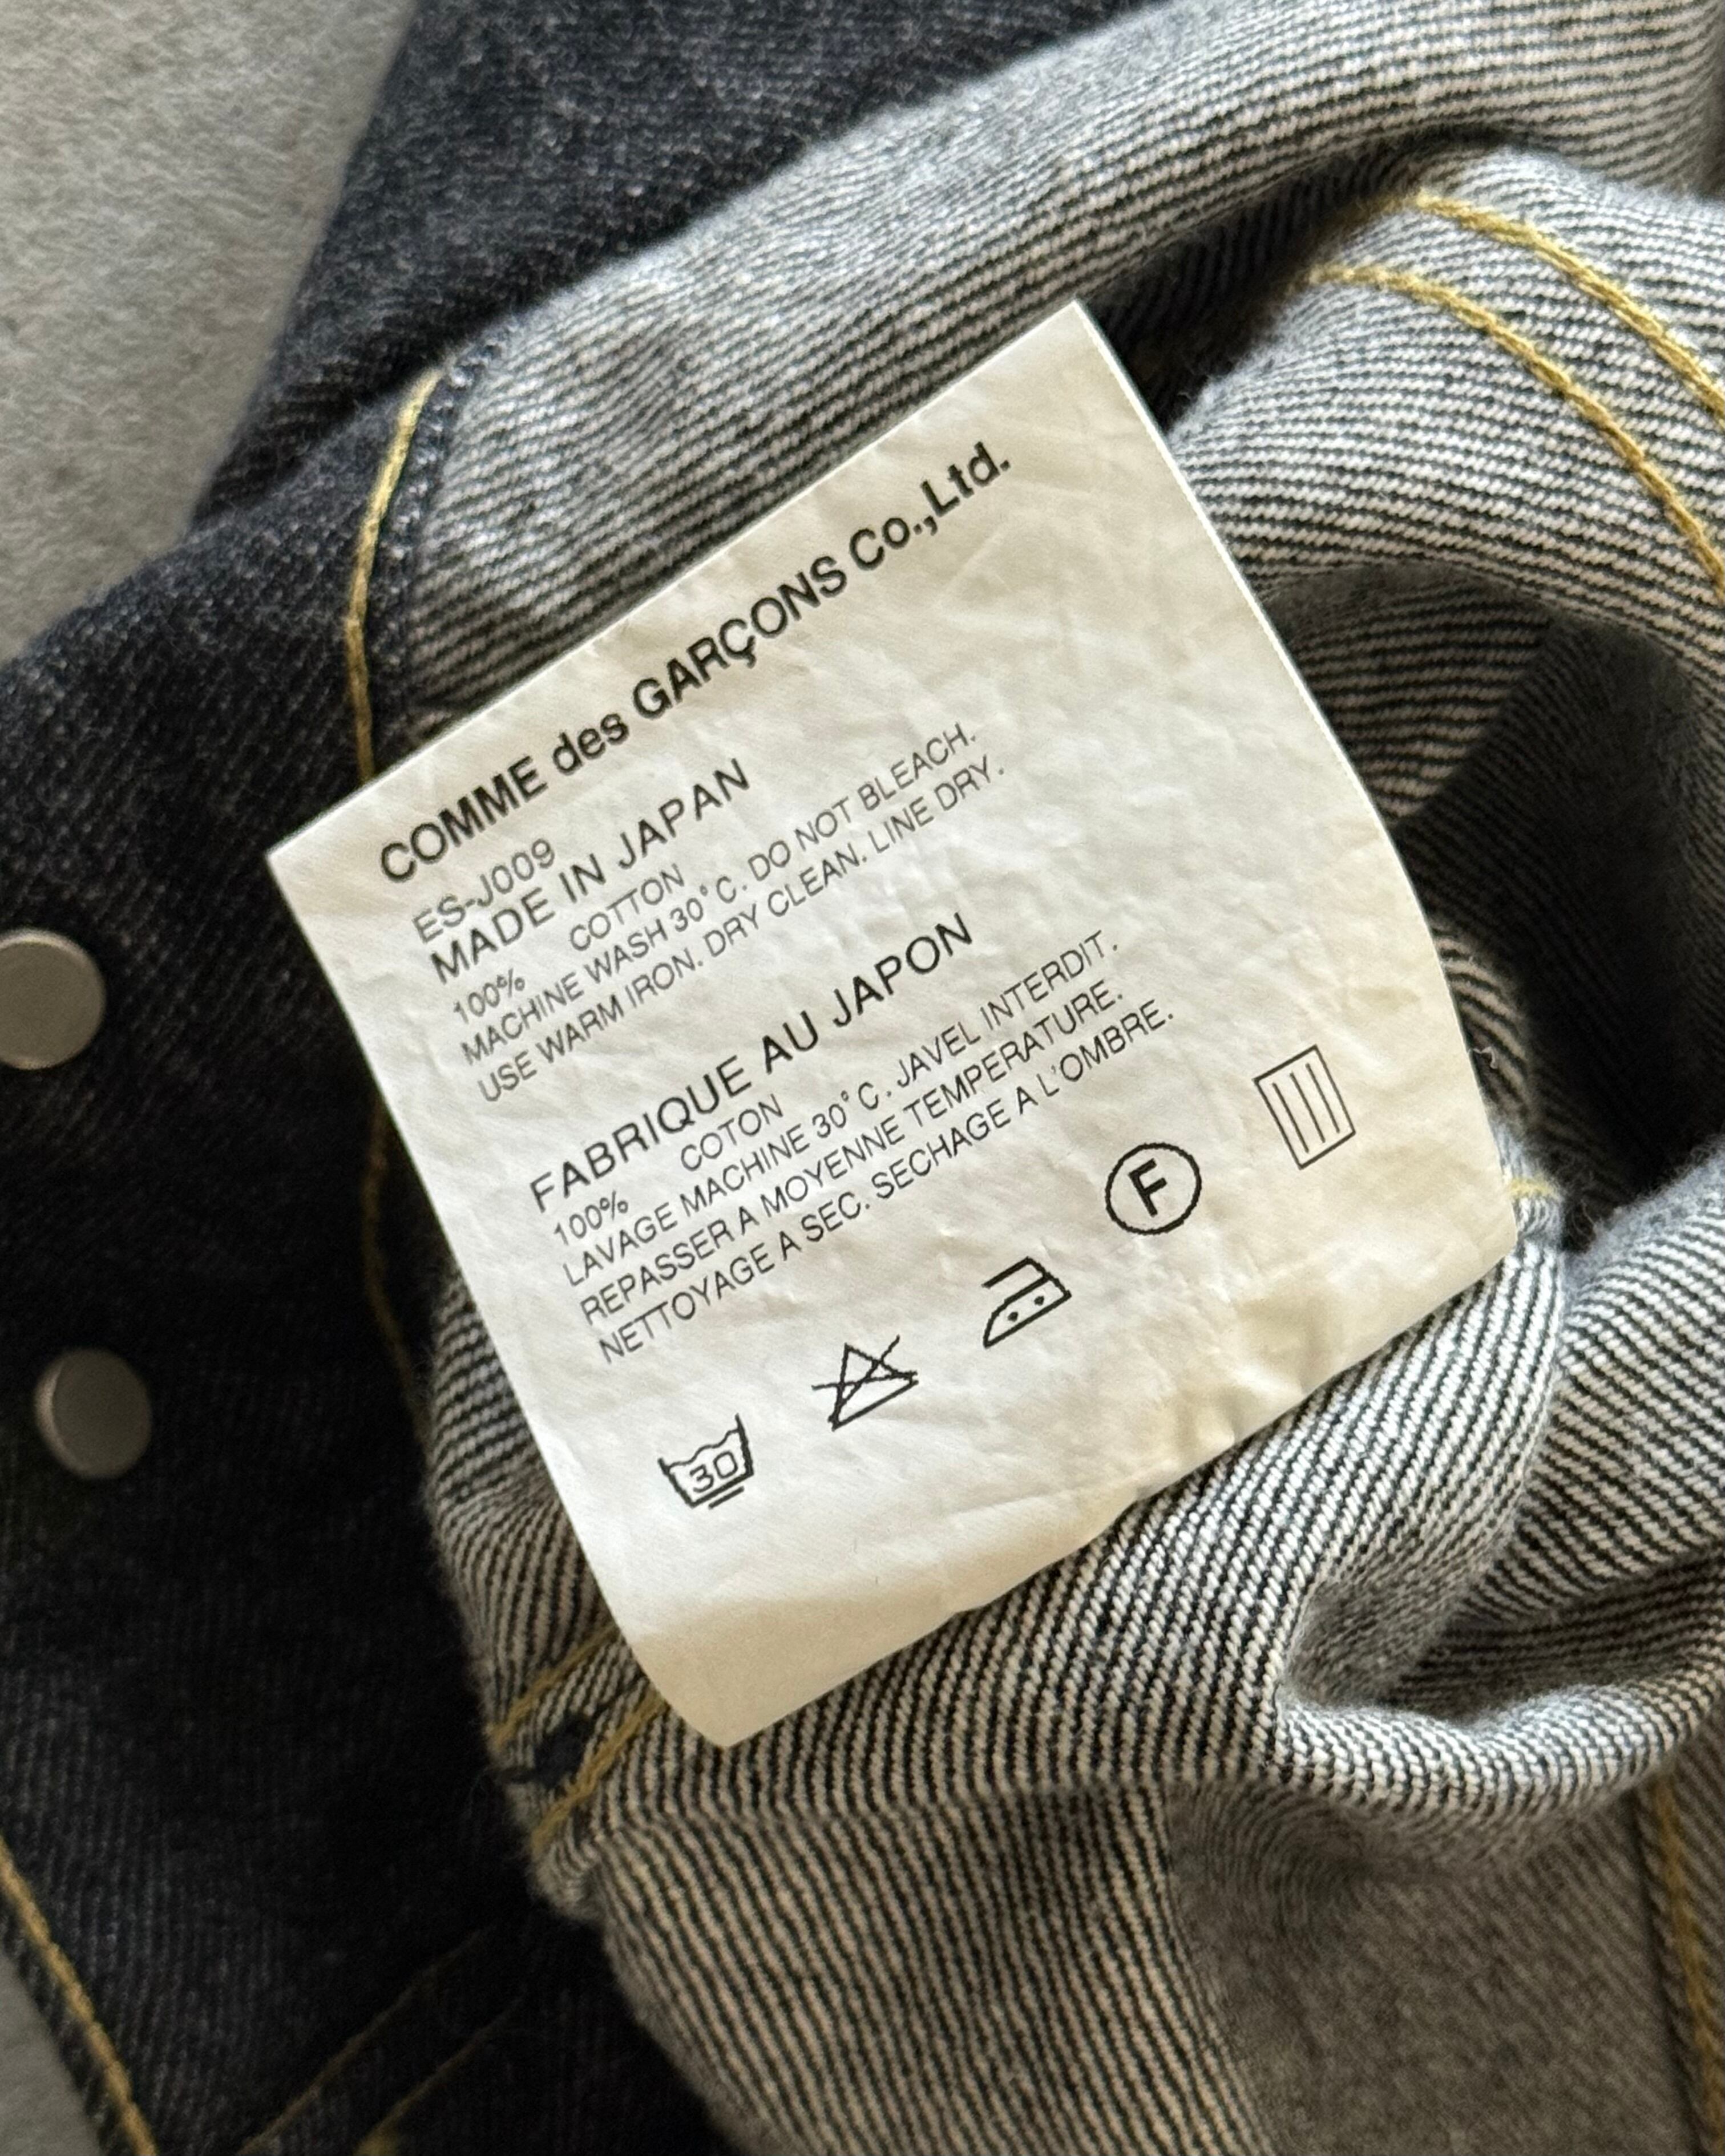 COMME des GARÇONS Co.,Ltd.
ES-J009
MADE IN JAPAN
100% COTTON
MACHINE WASH 30°C. DO NOT BLEACH.
USE WARM IRON. DRY CLEAN. LINE DRY.
FABRIQUE AU JAPON
100% COTON
LAVAGE MACHINE 30°C. JAVEL INTERDIT.
REPASSER A MOYENNE TEMPERATURE.
NETTOYAGE A SEC. SECHAGE A L'OMBRE.
30 F